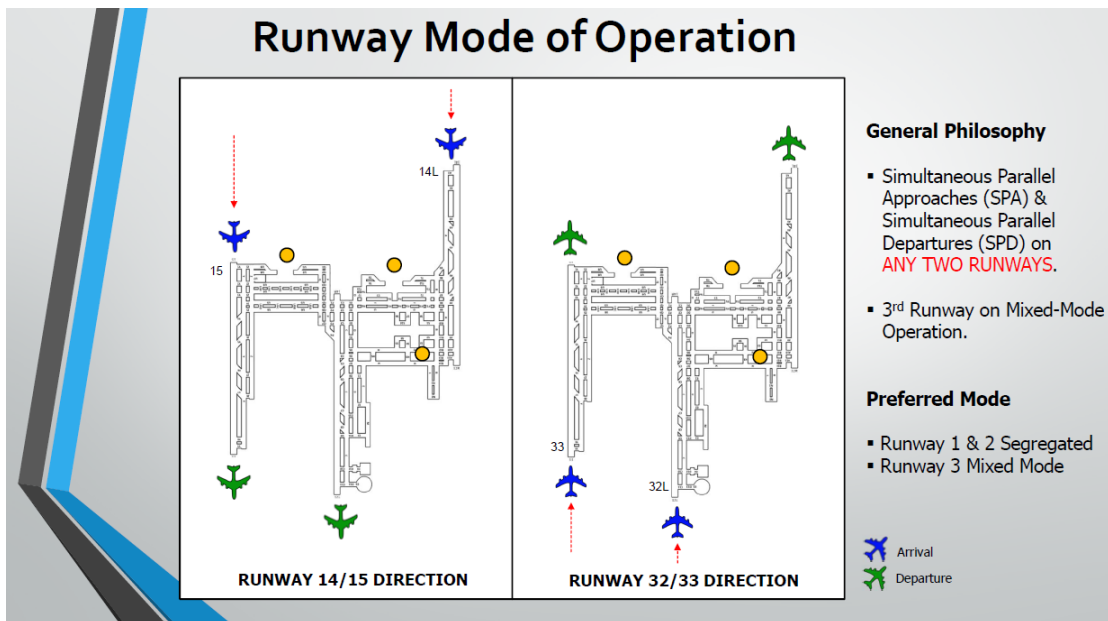 Runway Mode of Operation
14L
15
RUNWAY 14/15 DIRECTION
33
32L
RUNWAY 32/33 DIRECTION
General Philosophy
▪ Simultaneous Parallel
Approaches (SPA) &
Simultaneous Parallel
Departures (SPD) on
ANY TWO RUNWAYS.
▪ 3rd Runway on Mixed-Mode
Operation.
Preferred Mode
▪ Runway 1 & 2 Segregated
▪ Runway 3 Mixed Mode
Arrival
Departure